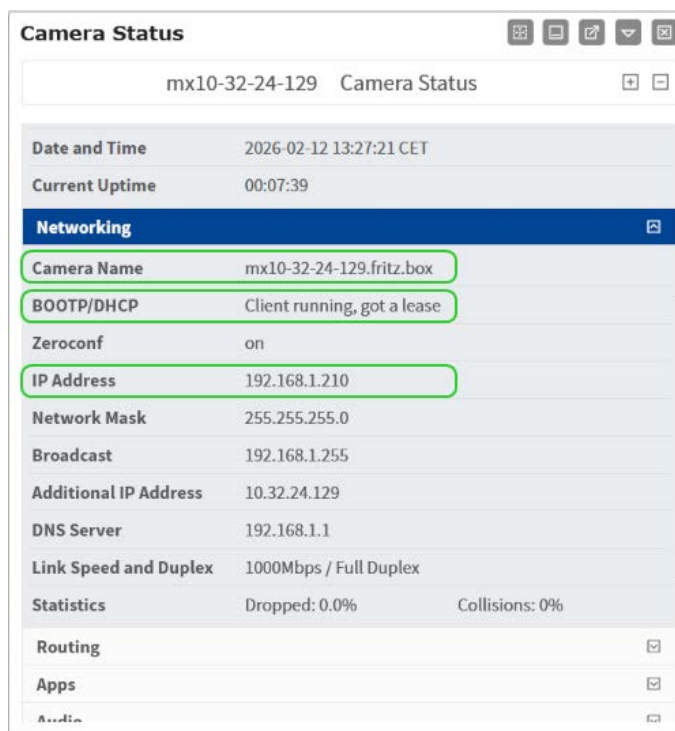 Camera Status
mx10-32-24-129 Camera Status
Date and Time 2026-02-12 13:27:21 CET
Current Uptime 00:07:39
Networking
Camera Name mx10-32-24-129.fritz.box
BOOTP/DHCP Client running, got a lease
Zeroconf on
IP Address 192.168.1.210
Network Mask 255.255.255.0
Broadcast 192.168.1.255
Additional IP Address 10.32.24.129
DNS Server 192.168.1.1
Link Speed and Duplex 1000Mbps / Full Duplex
Statistics Dropped: 0.0% Collisions: 0%
Routing
Apps
Audio